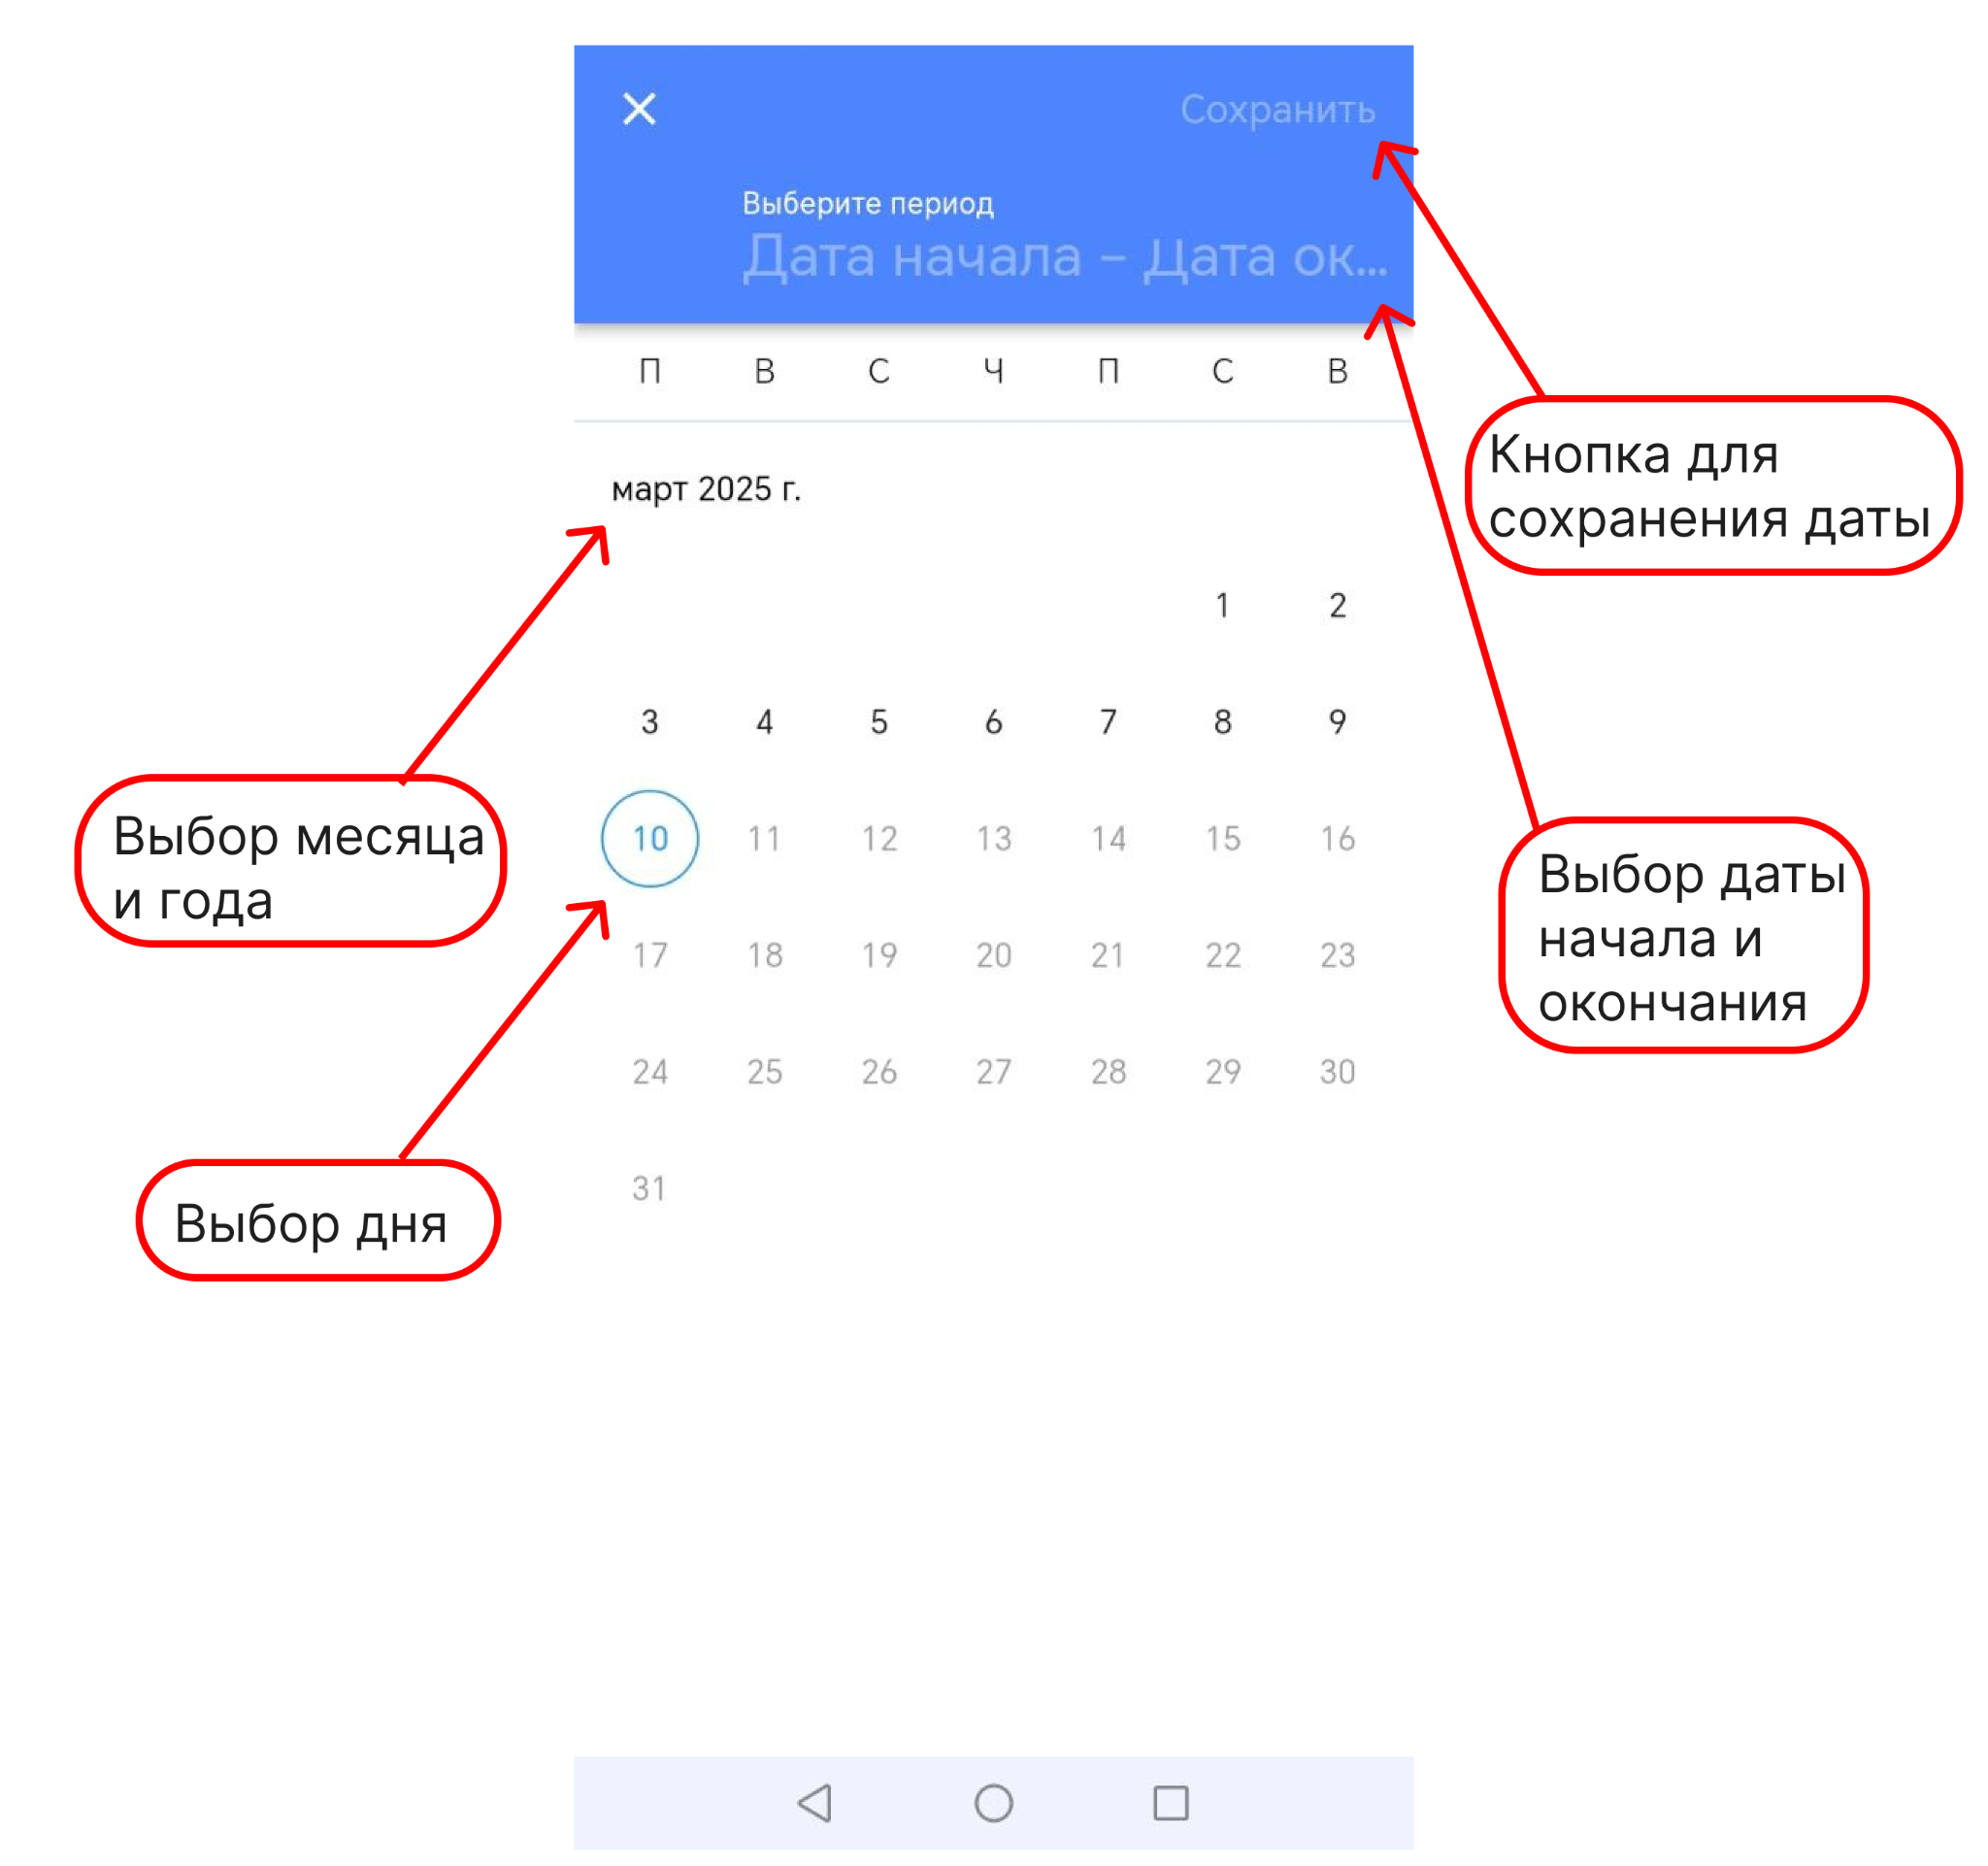 Сохранить
Выберите период
Дата начала – Дата ок...
П В С Ч П С В
март 2025 г.
1 2
3 4 5 6 7 8 9
10 11 12 13 14 15 16
17 18 19 20 21 22 23
24 25 26 27 28 29 30
31
Кнопка для
сохранения даты
Выбор месяца
и года
Выбор даты
начала и
окончания
Выбор дня